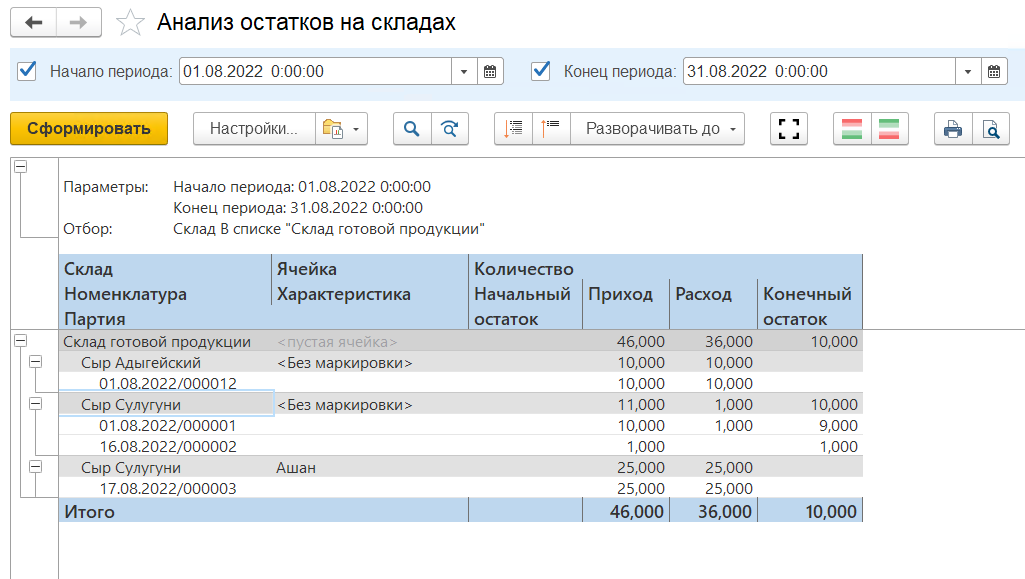 Анализ остатков на складах
Начало периода: 01.08.2022 0:00:00 Конец периода: 31.08.2022 0:00:00
Сформировать Настройки... Разворачивать до
Параметры: Начало периода: 01.08.2022 0:00:00
Конец периода: 31.08.2022 0:00:00
Отбор: Склад В списке "Склад готовой продукции"
Склад Ячейка Количество
Номенклатура Характеристика Начальный Приход Расход Конечный
Партия остаток остаток
Склад готовой продукции <пустая ячейка> 46,000 36,000 10,000
Сыр Адыгейский <Без маркировки> 10,000 10,000
01.08.2022/000012 10,000 10,000
Сыр Сулугуни <Без маркировки> 11,000 1,000 10,000
01.08.2022/000001 10,000 1,000 9,000
16.08.2022/000002 1,000 1,000
Сыр Сулугуни Ашан 25,000 25,000
17.08.2022/000003 25,000 25,000
Итого 46,000 36,000 10,000